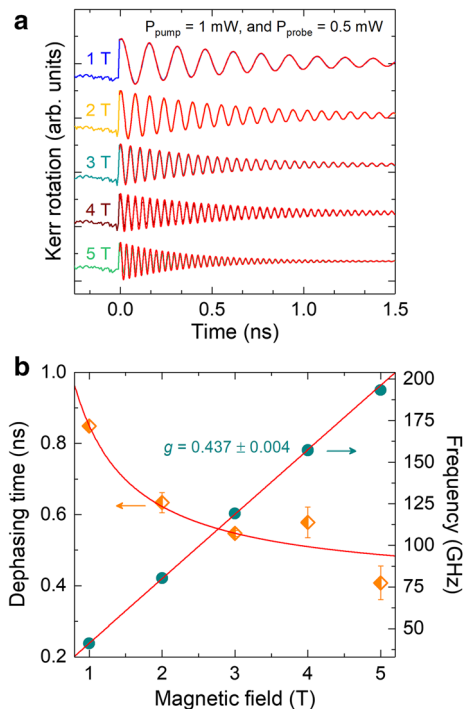 a
P_pump = 1 mW, and P_probe = 0.5 mW
Kerr rotation (arb. units)
1 T
2 T
3 T
4 T
5 T
0.0 0.5 1.0 1.5
Time (ns)
b
Dephasing time (ns)
1.0
0.8
0.6
0.4
0.2
g = 0.437 ± 0.004
200
175
150
125
100
75
50
Frequency (GHz)
1 2 3 4 5
Magnetic field (T)